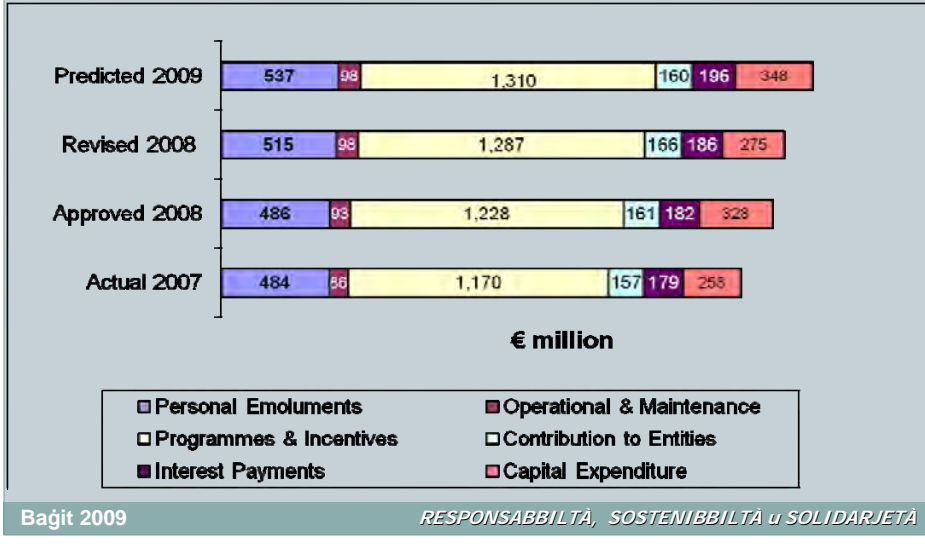 Predicted 2009 537 98 1,310 160 196 348
Revised 2008 515 98 1,287 166 186 275
Approved 2008 486 93 1,228 161 182 328
Actual 2007 484 86 1,170 157 179 258
€ million
Personal Emoluments Operational & Maintenance
Programmes & Incentives Contribution to Entities
Interest Payments Capital Expenditure
Baġit 2009 RESPONSABBILTÀ, SOSTENIBBILTÀ u SOLIDARJETÀ